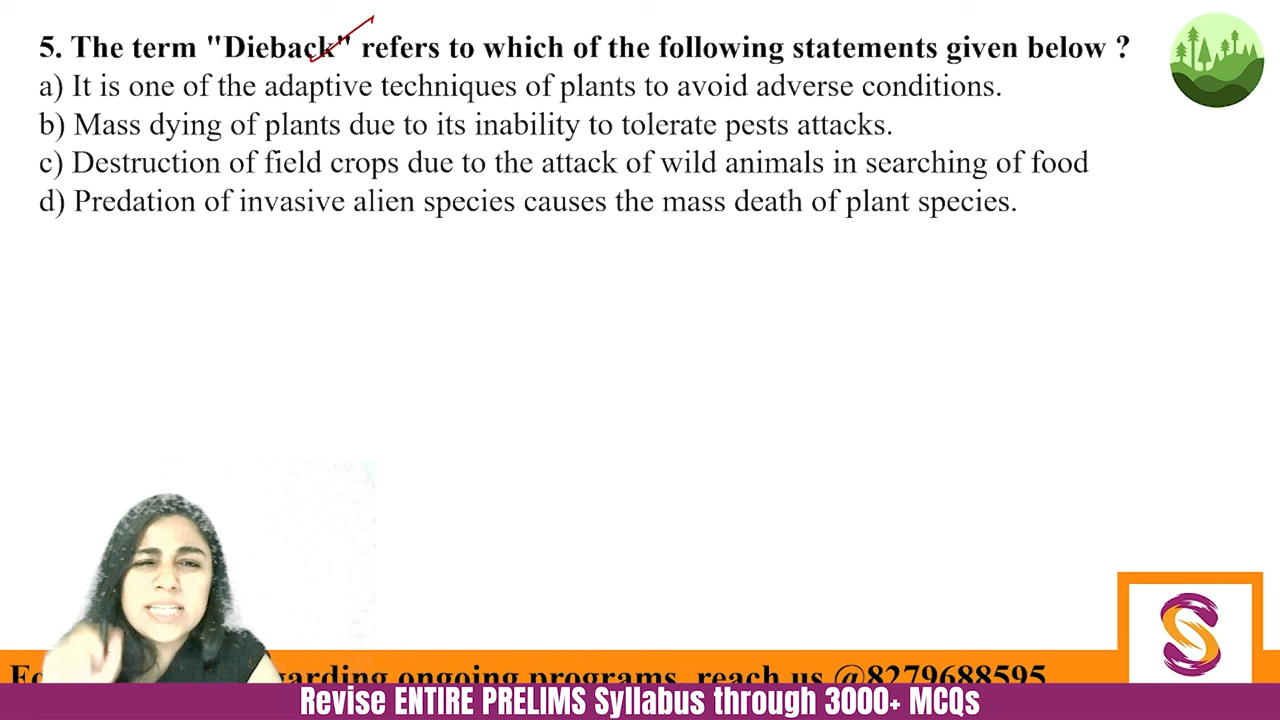 5. The term "Dieback" refers to which of the following statements given below ?
a) It is one of the adaptive techniques of plants to avoid adverse conditions.
b) Mass dying of plants due to its inability to tolerate pests attacks.
c) Destruction of field crops due to the attack of wild animals in searching of food
d) Predation of invasive alien species causes the mass death of plant species.
ongoing programs, reach us @8279688595
Revise ENTIRE PRELIMS Syllabus through 3000+ MCQs